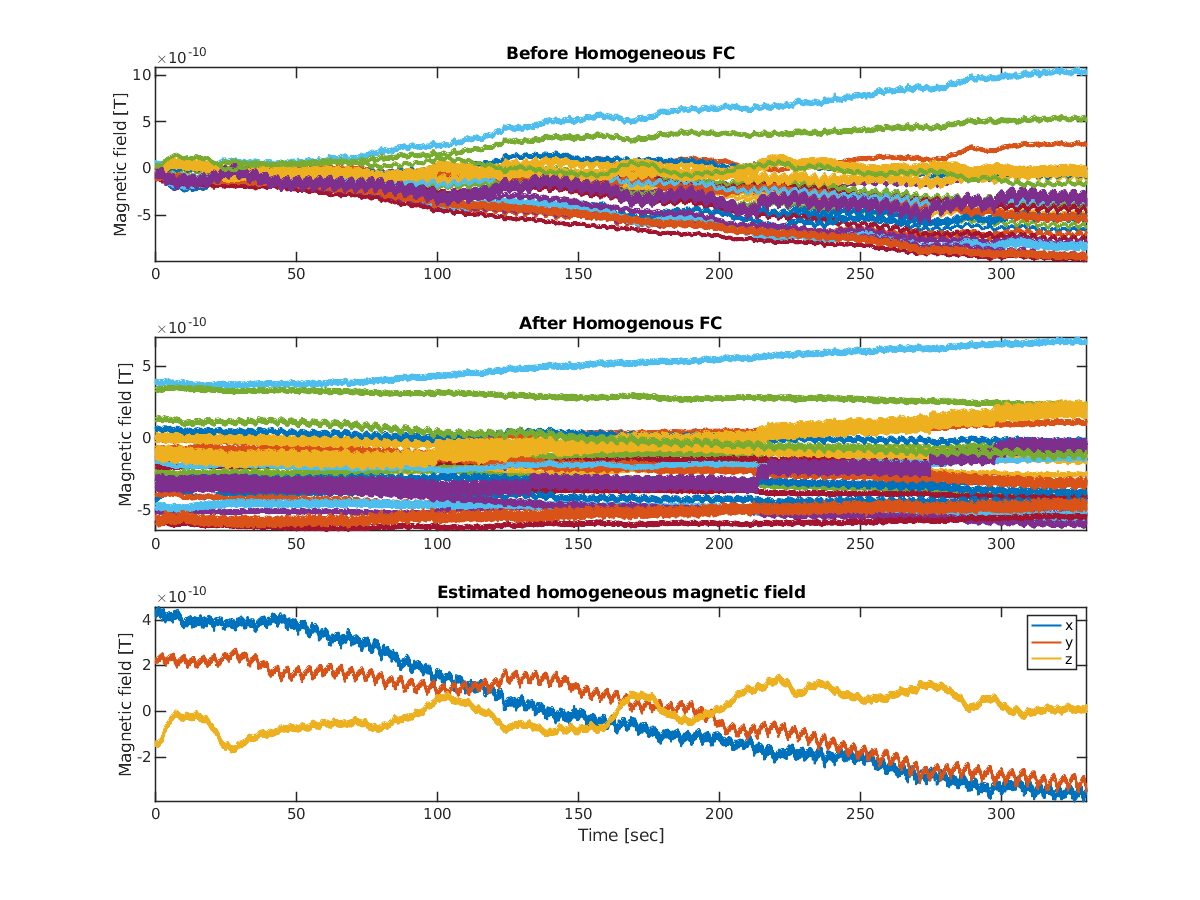 Before Homogeneous FC
×10^-10
Magnetic field [T]
10
5
0
-5
0 50 100 150 200 250 300
After Homogenous FC
×10^-10
Magnetic field [T]
5
0
-5
0 50 100 150 200 250 300
Estimated homogeneous magnetic field
×10^-10
Magnetic field [T]
4
2
0
-2
x
y
z
0 50 100 150 200 250 300
Time [sec]